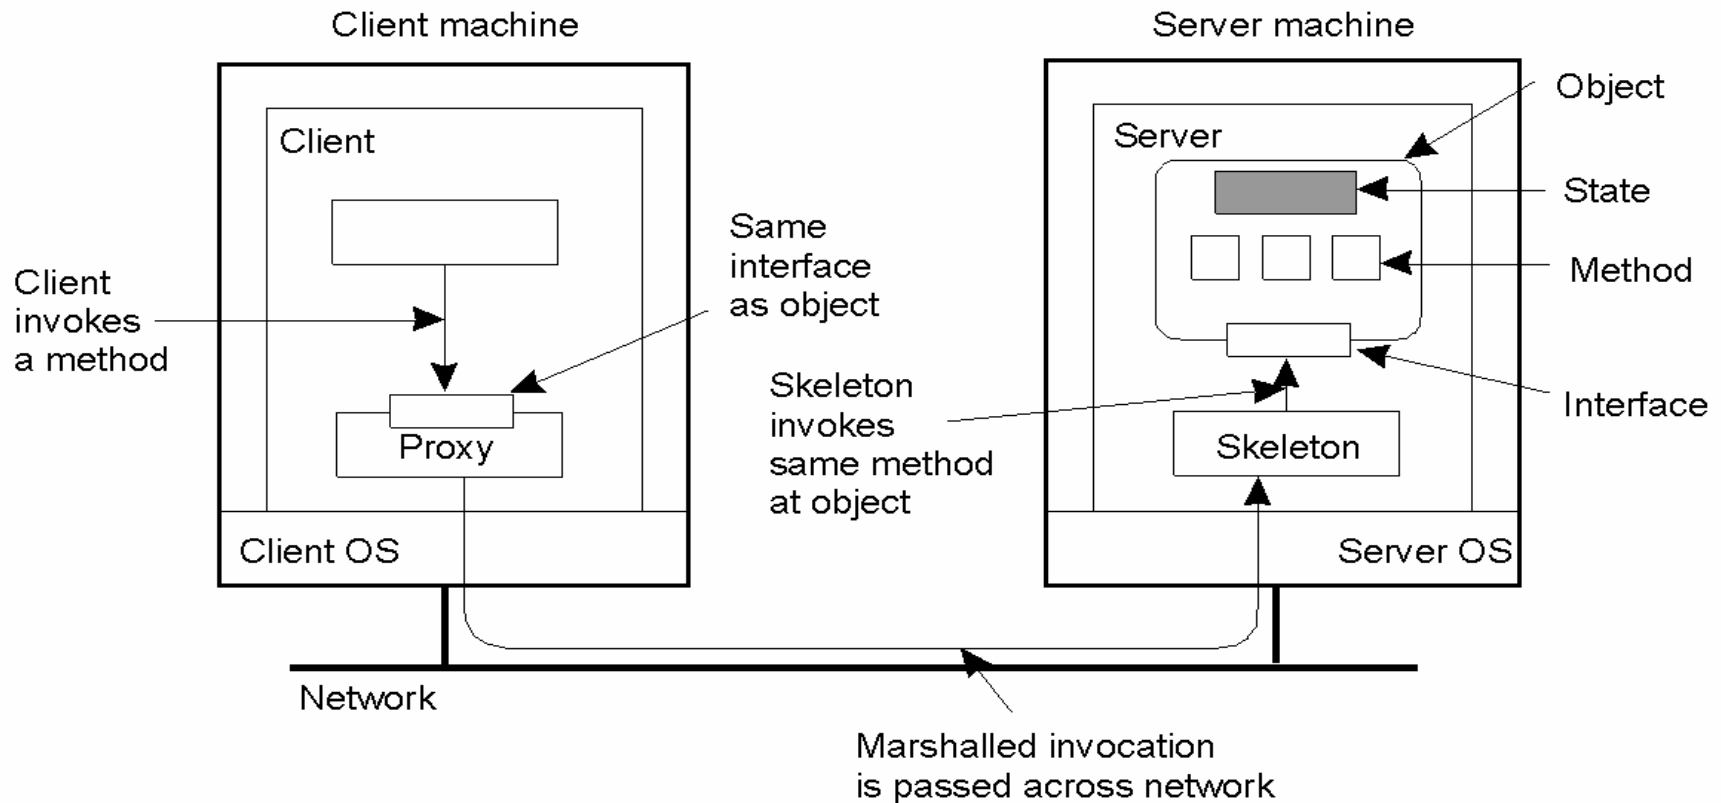 Client machine
Server machine
Client
Server
Object
State
Method
Interface
Client
invokes
a method
Same
interface
as object
Proxy
Skeleton
invokes
same method
at object
Skeleton
Client OS
Server OS
Network
Marshalled invocation
is passed across network